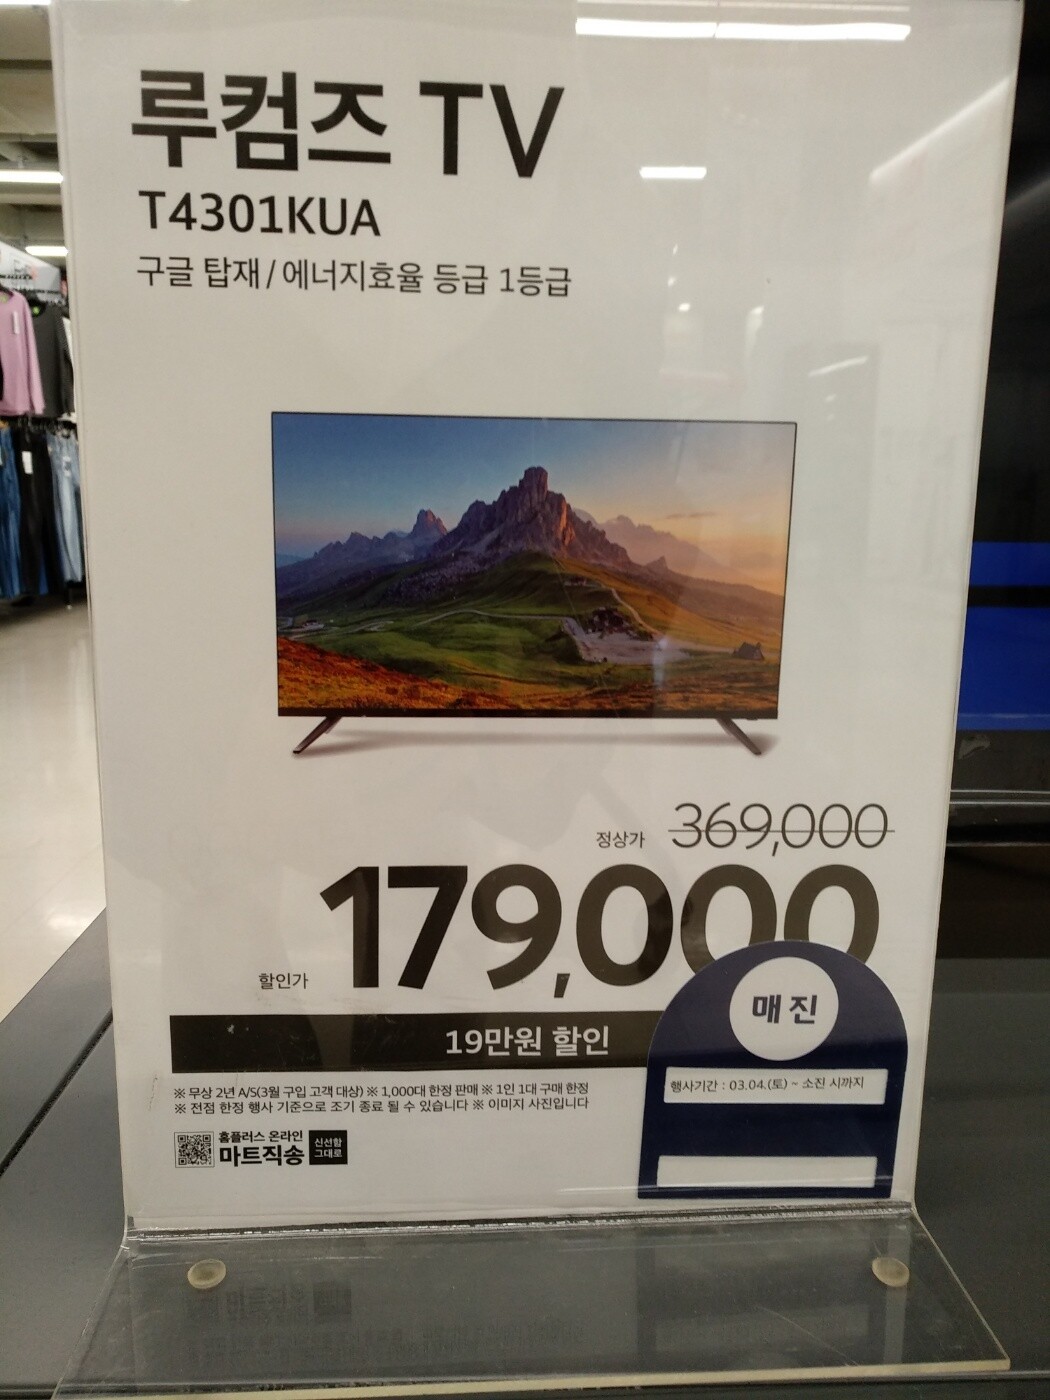 루컴즈 TV
T4301KUA
구글 탑재 / 에너지효율 등급 1등급
정상가 369,000
할인가 179,000
19만원 할인
매진
행사기간 : 03.04.(토) ~ 소진 시까지
※ 무상 2년 A/S(3월 구입 고객 대상) ※ 1,000대 한정 판매 ※ 1인 1대 구매 한정
※ 전점 한정 행사 기준으로 조기 종료 될 수 있습니다 ※ 이미지 사진입니다
홈플러스 온라인
마트직송
신선함
그대로